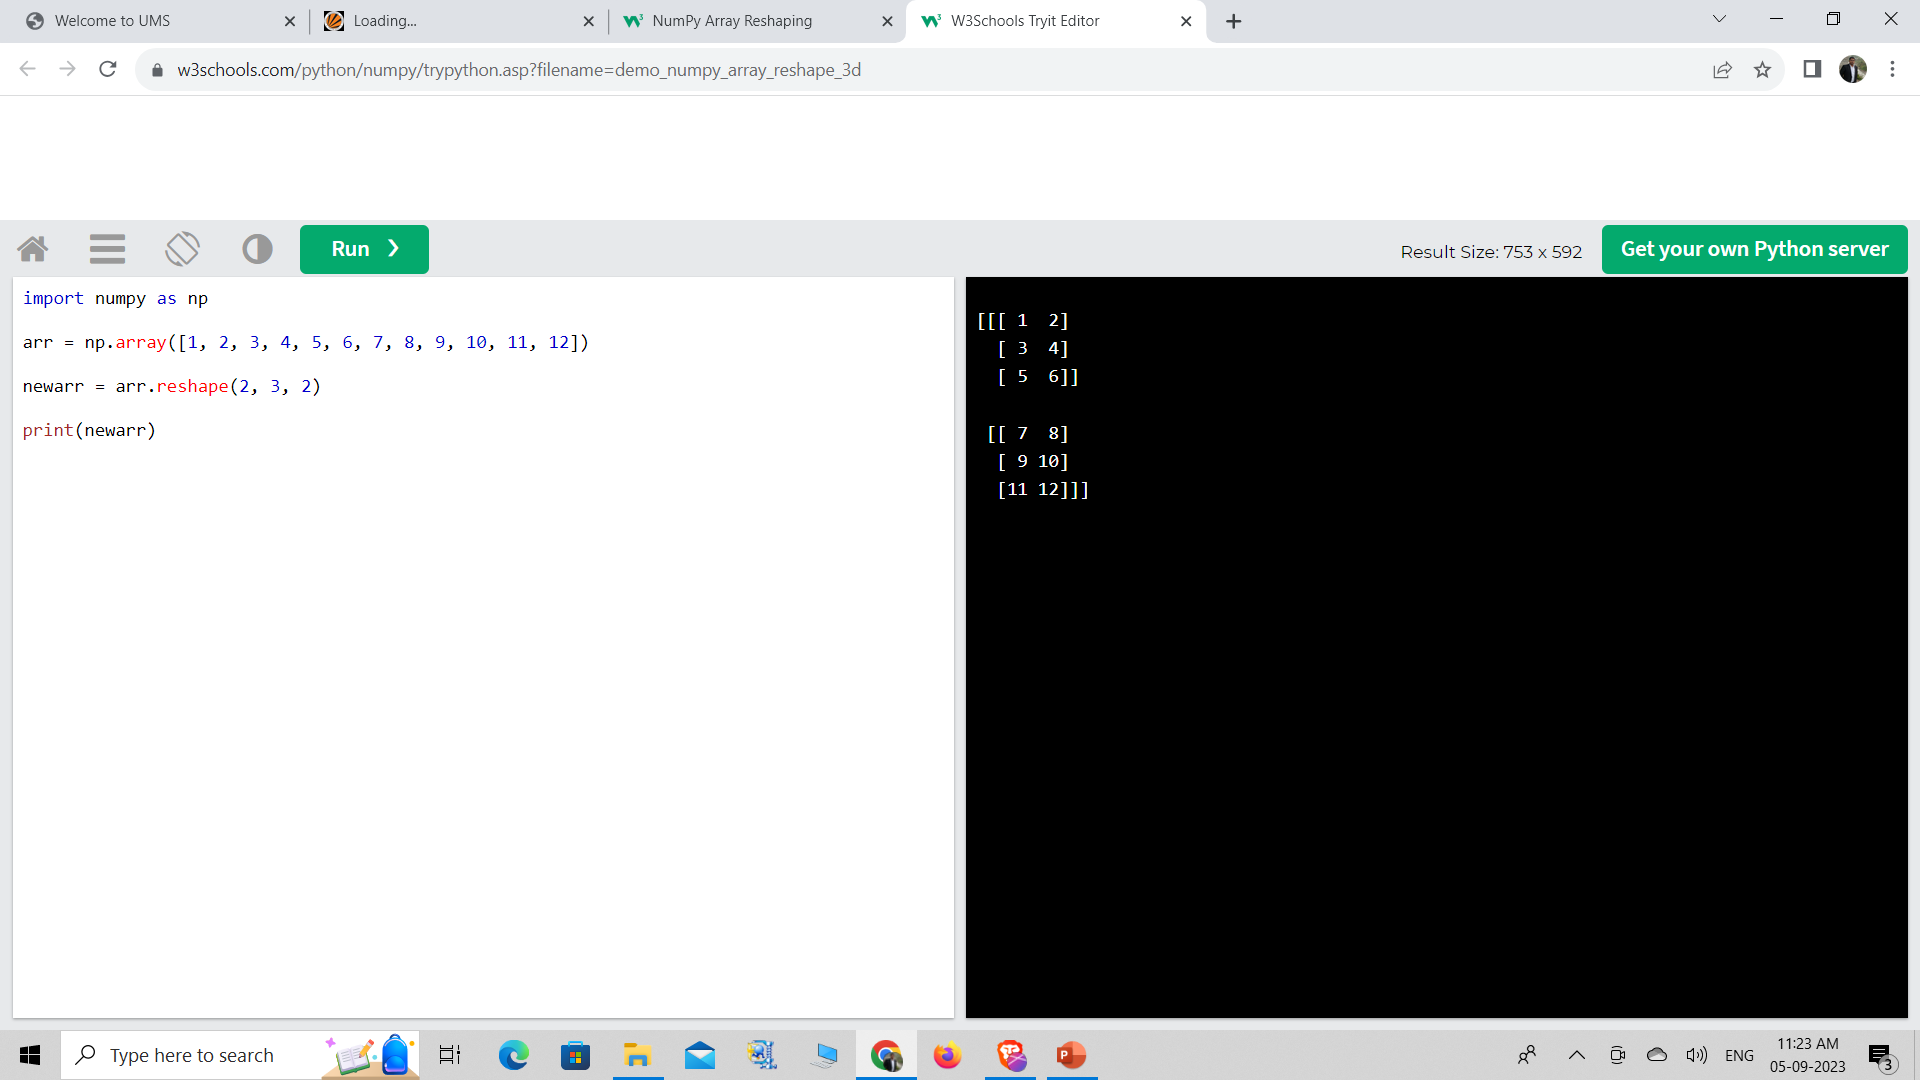 Welcome to UMS
Loading...
NumPy Array Reshaping
W3Schools Tryit Editor
w3schools.com/python/numpy/trypython.asp?filename=demo_numpy_array_reshape_3d
Run ❯
Result Size: 753 x 592
Get your own Python server
import numpy as np
arr = np.array([1, 2, 3, 4, 5, 6, 7, 8, 9, 10, 11, 12])
newarr = arr.reshape(2, 3, 2)
print(newarr)
[[[ 1  2]
  [ 3  4]
  [ 5  6]]
 [[ 7  8]
  [ 9 10]
  [11 12]]]
Type here to search
ENG
11:23 AM
05-09-2023
3